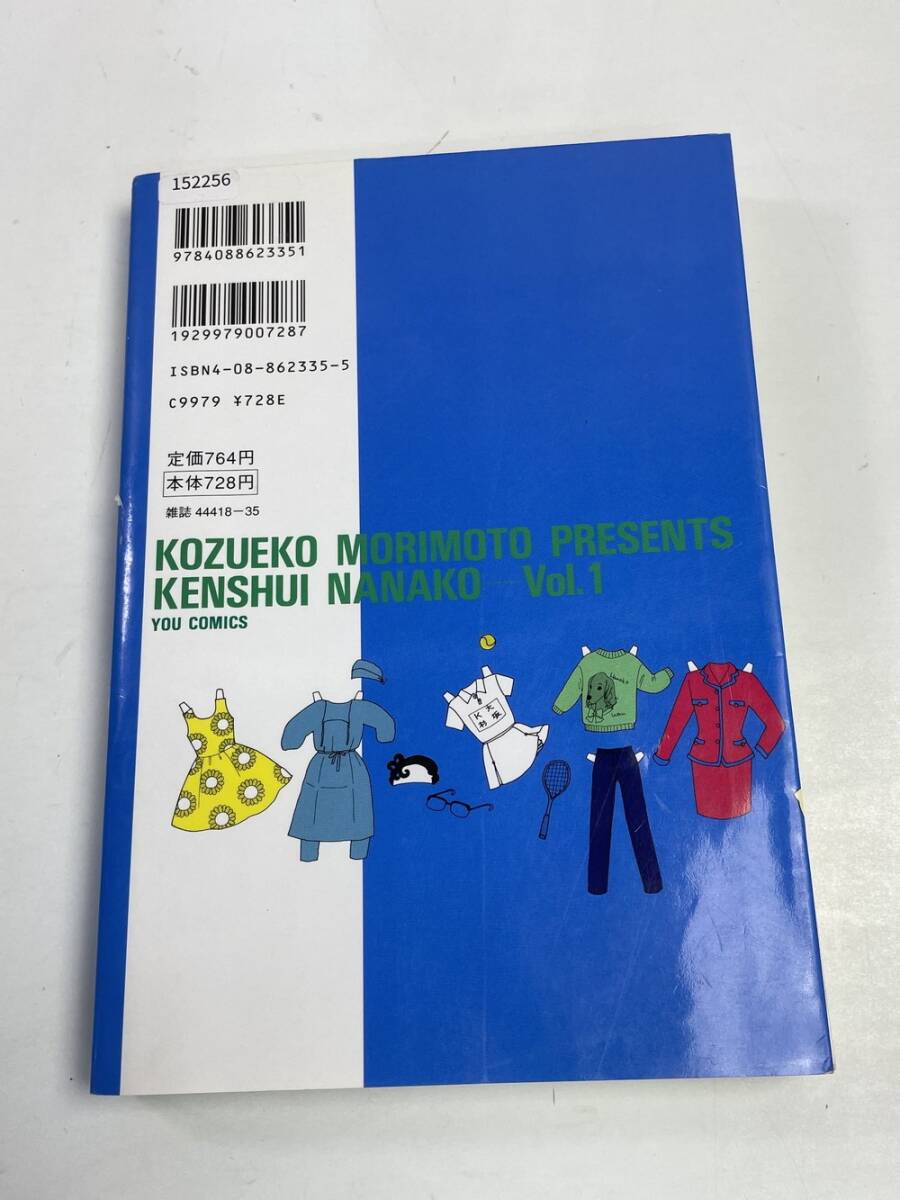 152256
9784088623351
1929979007287
ISBN4-08-862335-5
C9979 ¥728E
定価764円
本体728円
雑誌 44418-35
KOZUEKO MORIMOTO PRESENTS
KENSHUI NANAKO — Vol.1
YOU COMICS